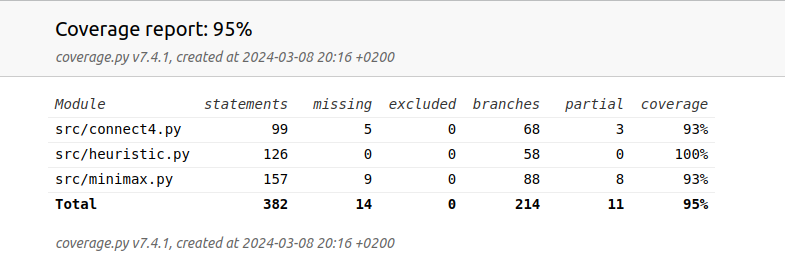 Coverage report: 95%
coverage.py v7.4.1, created at 2024-03-08 20:16 +0200
Module statements missing excluded branches partial coverage
src/connect4.py 99 5 0 68 3 93%
src/heuristic.py 126 0 0 58 0 100%
src/minimax.py 157 9 0 88 8 93%
Total 382 14 0 214 11 95%
coverage.py v7.4.1, created at 2024-03-08 20:16 +0200